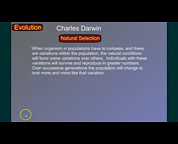 Evolution
Charles Darwin
Natural Selection
When organism in populations have to compete, and there
are variations within the population, the natural conditions
will favor some variations over others. Individuals with these
variations will survive and reproduce in greater numbers.
Over successive generations the population will change to
look more and more like that variation.